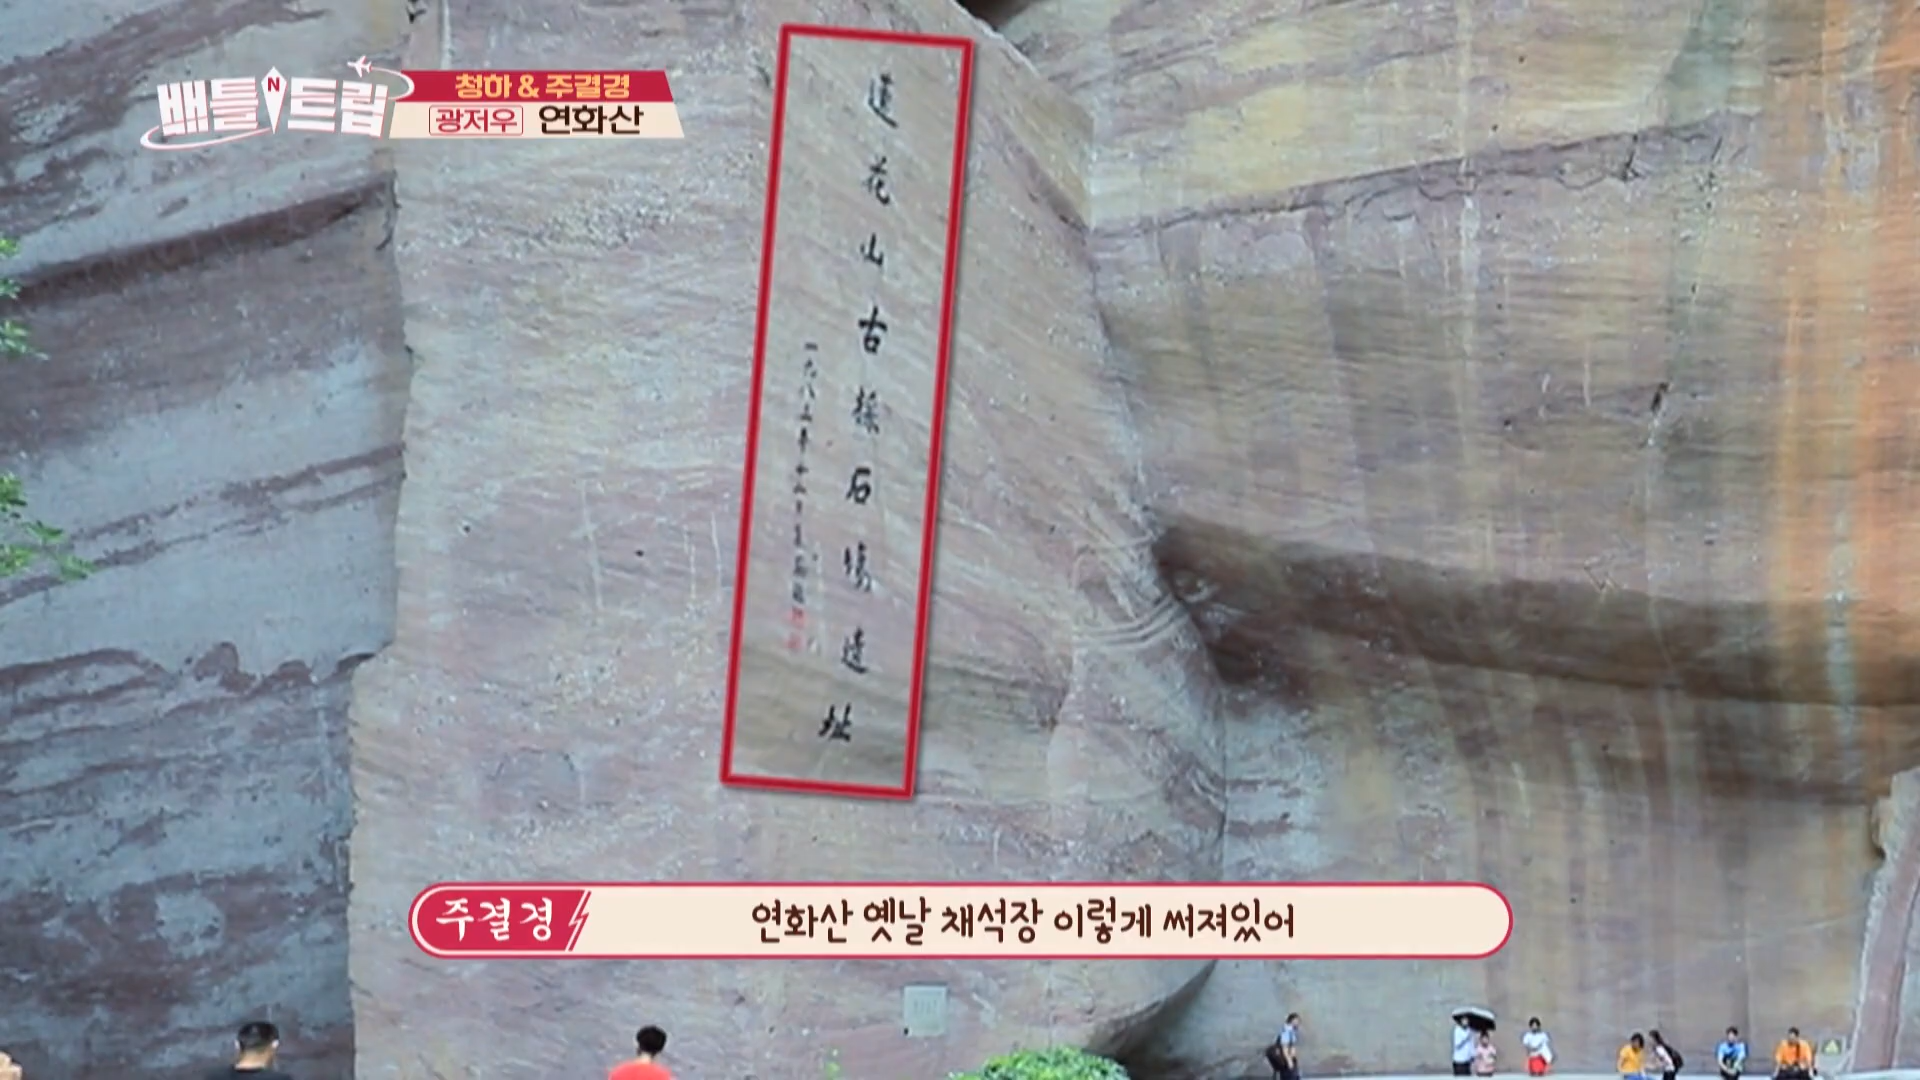 배틀트립
N
청하 & 주결경
광저우 연화산
蓮花山古採石場遺址
주결경
연화산 옛날 채석장 이렇게 써져있어